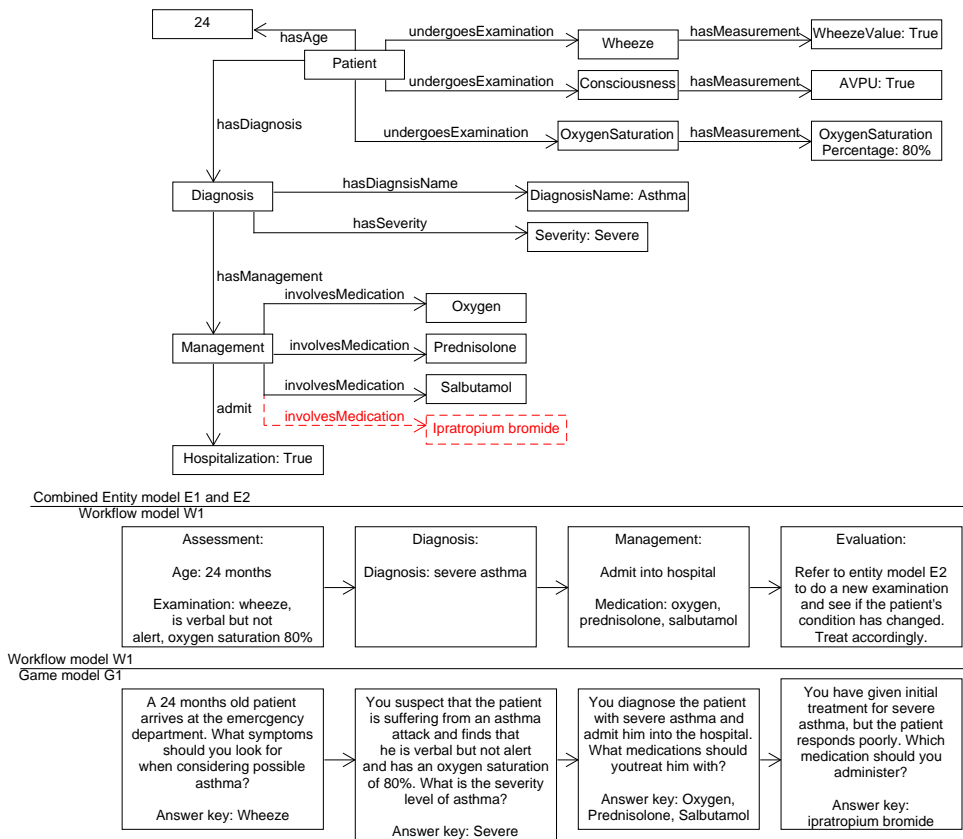 24
hasAge
Patient
undergoesExamination
Wheeze
hasMeasurement
WheezeValue: True
undergoesExamination
Consciousness
hasMeasurement
AVPU: True
hasDiagnosis
undergoesExamination
OxygenSaturation
hasMeasurement
OxygenSaturation
Percentage: 80%
Diagnosis
hasDiagnsisName
DiagnosisName: Asthma
hasSeverity
Severity: Severe
hasManagement
involvesMedication
Oxygen
Management
involvesMedication
Prednisolone
involvesMedication
Salbutamol
admit
involvesMedication
Ipratropium bromide
Hospitalization: True
Combined Entity model E1 and E2
Workflow model W1
Assessment:
Age: 24 months
Examination: wheeze,
is verbal but not
alert, oxygen saturation 80%
Diagnosis:
Diagnosis: severe asthma
Management:
Admit into hospital
Medication: oxygen,
prednisolone, salbutamol
Evaluation:
Refer to entity model E2
to do a new examination
and see if the patient's
condition has changed.
Treat accordingly.
Workflow model W1
Game model G1
A 24 months old patient
arrives at the emercgency
department. What symptoms
should you look for
when considering possible
asthma?
Answer key: Wheeze
You suspect that the patient
is suffering from an asthma
attack and finds that
he is verbal but not alert
and has an oxygen saturation
of 80%. What is the severity
level of asthma?
Answer key: Severe
You diagnose the patient
with severe asthma and
admit him into the hospital.
What medications should
youtreat him with?
Answer key: Oxygen,
Prednisolone, Salbutamol
You have given initial
treatment for severe
asthma, but the patient
responds poorly. Which
medication should you
administer?
Answer key:
ipratropium bromide